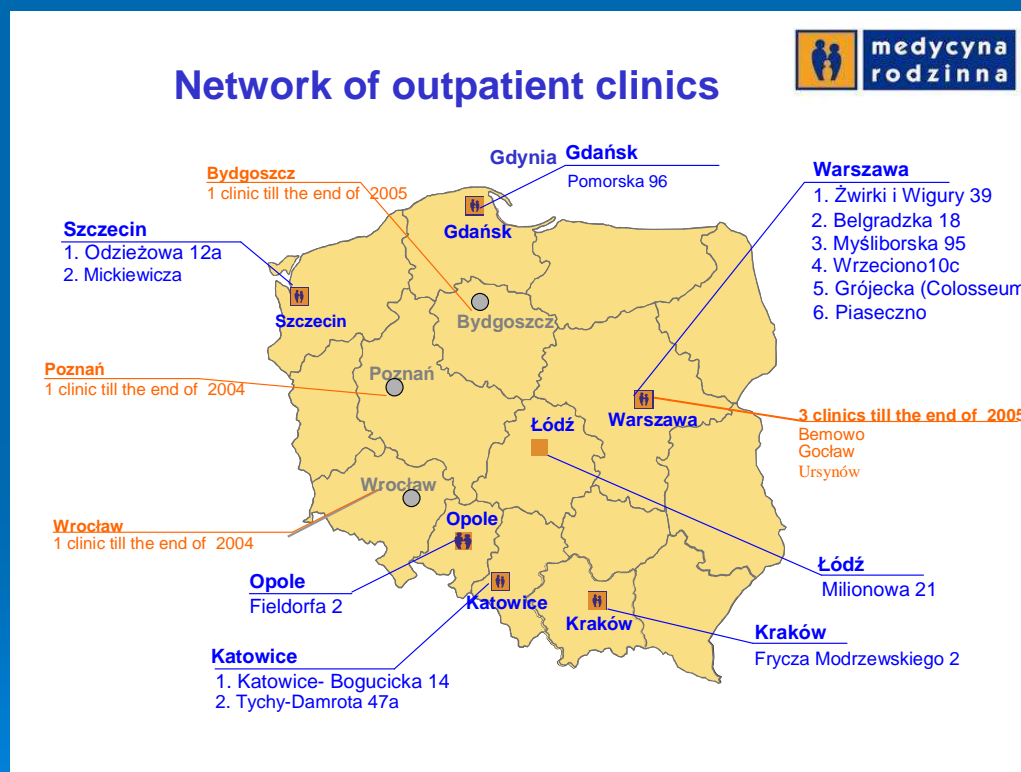 medycyna
rodzinna
Network of outpatient clinics
Gdynia Gdańsk
Pomorska 96
Bydgoszcz
1 clinic till the end of 2005
Warszawa
1. Żwirki i Wigury 39
2. Belgradzka 18
3. Myśliborska 95
4. Wrzeciono10c
5. Grójecka (Colosseum
6. Piaseczno
Szczecin
1. Odzieżowa 12a
2. Mickiewicza
Gdańsk
Szczecin
Bydgoszcz
Poznań
1 clinic till the end of 2004
Poznań
Łódź
Warszawa
3 clinics till the end of 2005
Bemowo
Gocław
Ursynów
Wrocław
Wrocław
1 clinic till the end of 2004
Opole
Opole
Fieldorfa 2
Katowice
Kraków
Łódź
Milionowa 21
Kraków
Frycza Modrzewskiego 2
Katowice
1. Katowice- Bogucicka 14
2. Tychy-Damrota 47a